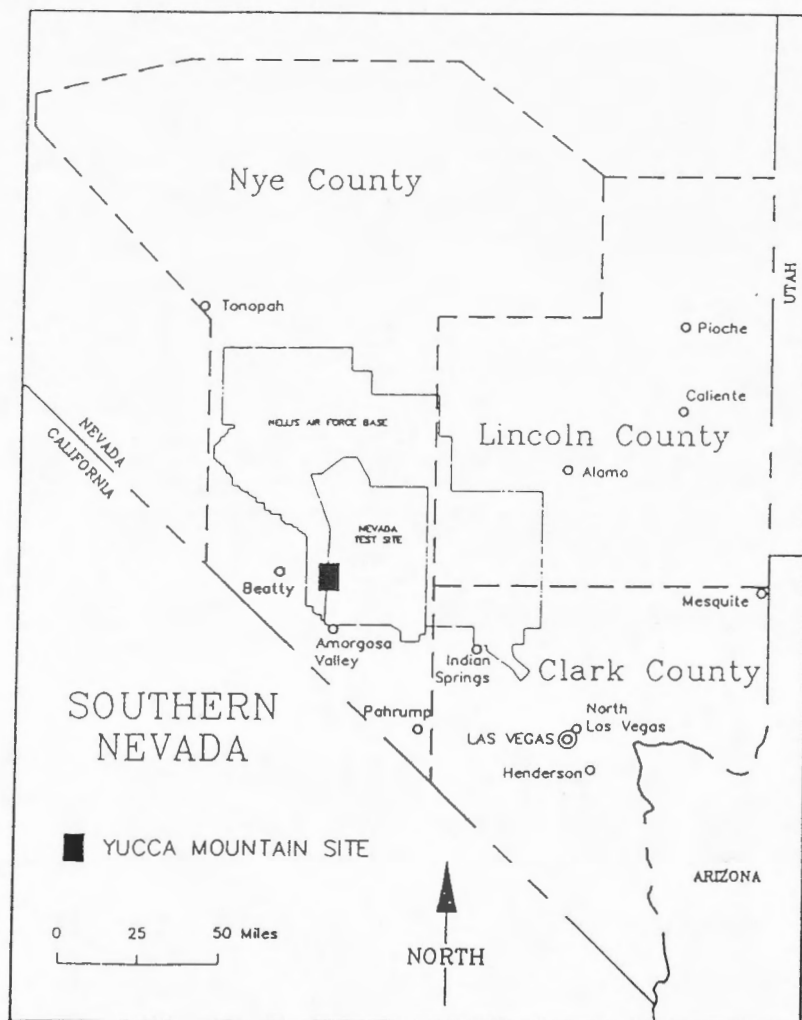 Nye County
UTAH
Tonopah
Pioche
Caliente
NEVADA
CALIFORNIA
NELLIS AIR FORCE BASE
Lincoln County
Alamo
NEVADA
TEST SITE
Beatty
Mesquite
Amorgosa
Valley
Indian
Springs
Clark County
SOUTHERN
NEVADA
Pahrump
North
Los Vegas
LAS VEGAS
Henderson
YUCCA MOUNTAIN SITE
ARIZONA
0 25 50 Miles
NORTH